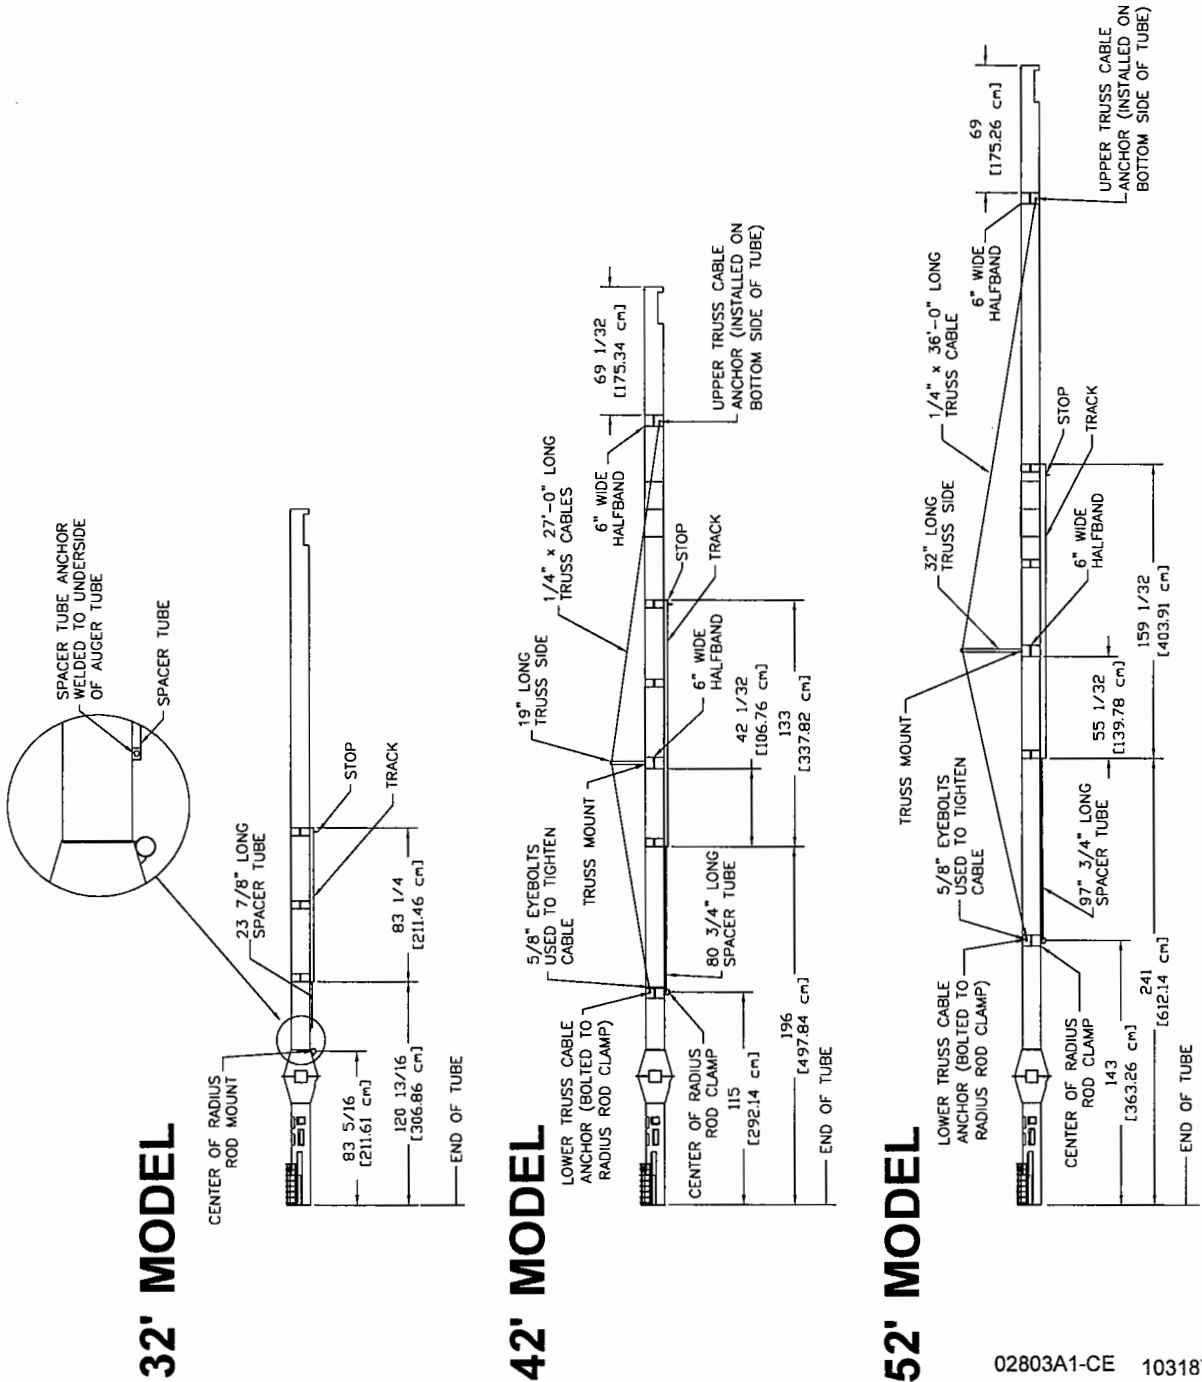 32' MODEL
SPACER TUBE ANCHOR
WELDED TO UNDERSIDE
OF AUGER TUBE
SPACER TUBE
CENTER OF RADIUS
ROD MOUNT
23 7/8" LONG
SPACER TUBE
STOP
TRACK
83 1/4
[211.46 cm]
83 5/16
[211.61 cm]
120 13/16
[306.86 cm]
END OF TUBE
42' MODEL
LOWER TRUSS CABLE
ANCHOR (BOLTED TO
RADIUS ROD CLAMP)
5/8" EYEBOLTS
USED TO TIGHTEN
CABLE
TRUSS MOUNT
19" LONG
TRUSS SIDE
1/4" x 27'-0" LONG
TRUSS CABLES
6" WIDE
HALFBAND
69 1/32
[175.34 cm]
UPPER TRUSS CABLE
ANCHOR (INSTALLED ON
BOTTOM SIDE OF TUBE)
STOP
TRACK
6" WIDE
HALFBAND
42 1/32
[106.76 cm]
133
[337.82 cm]
80 3/4" LONG
SPACER TUBE
CENTER OF RADIUS
ROD CLAMP
115
[292.14 cm]
196
[497.84 cm]
END OF TUBE
52' MODEL
LOWER TRUSS CABLE
ANCHOR (BOLTED TO
RADIUS ROD CLAMP)
5/8" EYEBOLTS
USED TO TIGHTEN
CABLE
TRUSS MOUNT
32" LONG
TRUSS SIDE
1/4" x 36'-0" LONG
TRUSS CABLE
6" WIDE
HALFBAND
69
[175.26 cm]
UPPER TRUSS CABLE
ANCHOR (INSTALLED ON
BOTTOM SIDE OF TUBE)
STOP
TRACK
6" WIDE
HALFBAND
55 1/32
[139.78 cm]
159 1/32
[403.91 cm]
97" 3/4" LONG
SPACER TUBE
CENTER OF RADIUS
ROD CLAMP
143
[363.26 cm]
241
[612.14 cm]
END OF TUBE
02803A1-CE 10318